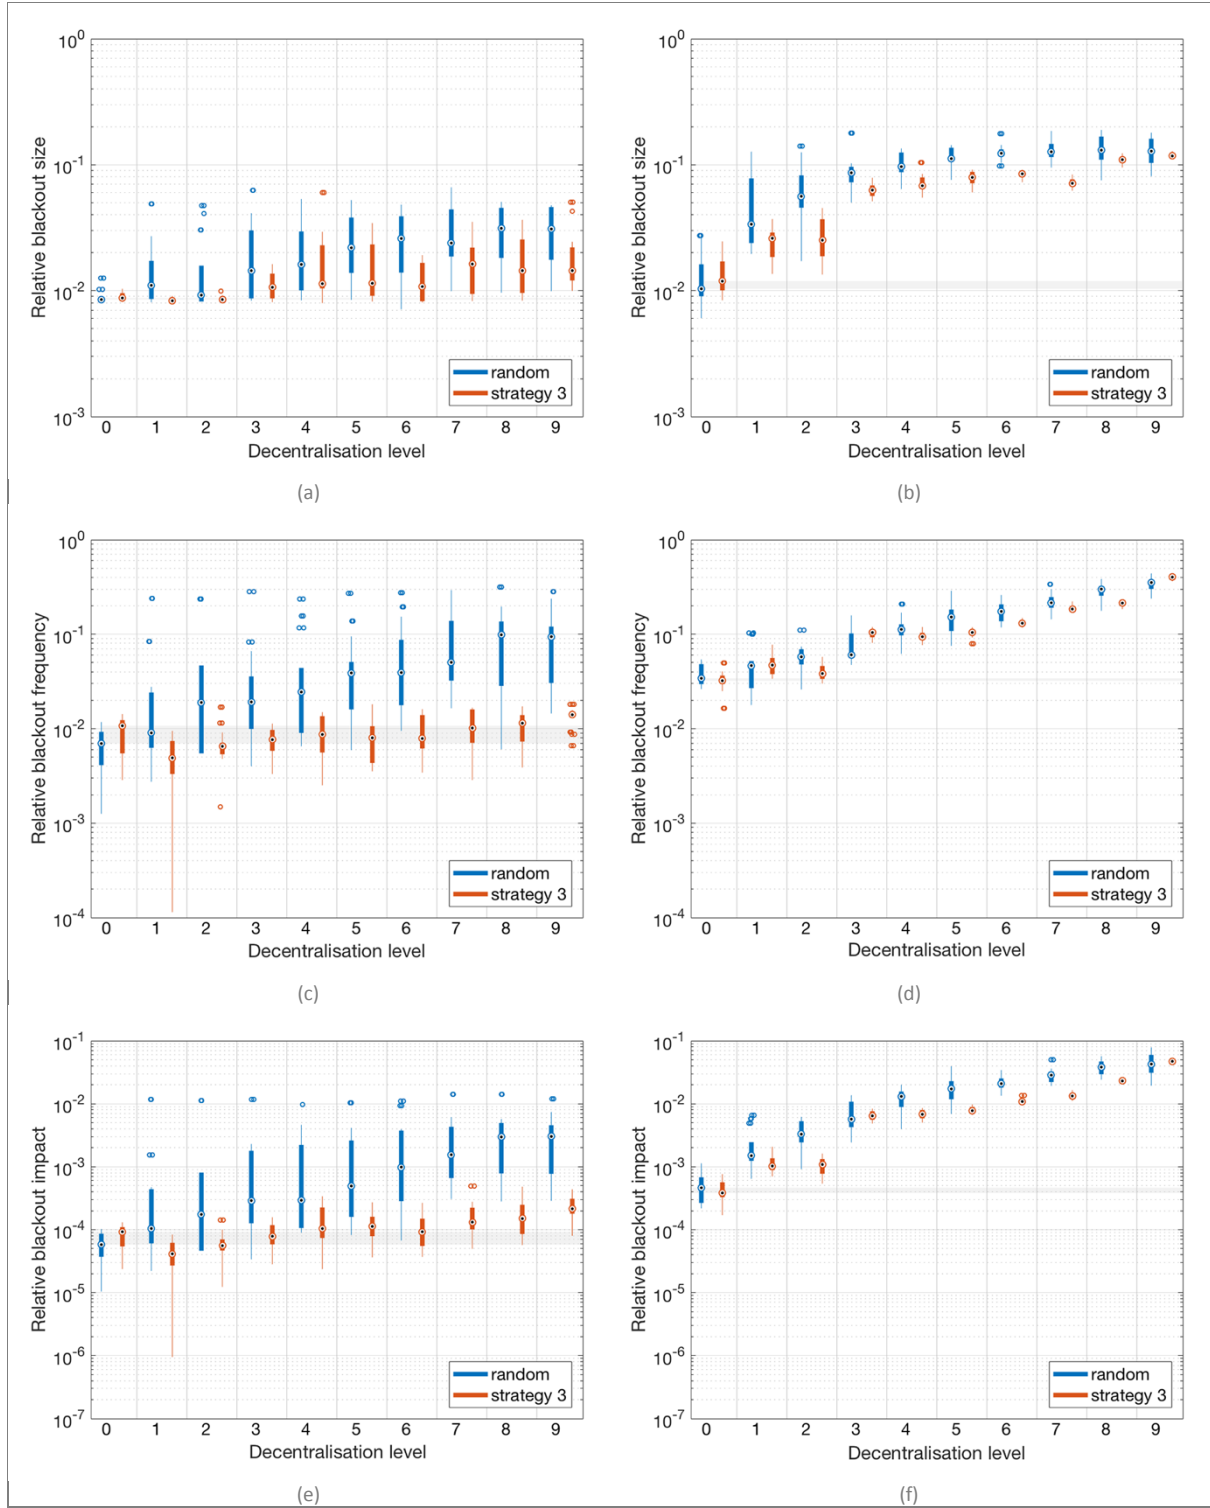 10^0
10^-1
10^-2
10^-3
Relative blackout size
random
strategy 3
0 1 2 3 4 5 6 7 8 9
Decentralisation level
(a)
10^0
10^-1
10^-2
10^-3
Relative blackout size
random
strategy 3
0 1 2 3 4 5 6 7 8 9
Decentralisation level
(b)
10^0
10^-1
10^-2
10^-3
10^-4
Relative blackout frequency
random
strategy 3
0 1 2 3 4 5 6 7 8 9
Decentralisation level
(c)
10^0
10^-1
10^-2
10^-3
10^-4
Relative blackout frequency
random
strategy 3
0 1 2 3 4 5 6 7 8 9
Decentralisation level
(d)
10^-1
10^-2
10^-3
10^-4
10^-5
10^-6
10^-7
Relative blackout impact
random
strategy 3
0 1 2 3 4 5 6 7 8 9
Decentralisation level
(e)
10^-1
10^-2
10^-3
10^-4
10^-5
10^-6
10^-7
Relative blackout impact
random
strategy 3
0 1 2 3 4 5 6 7 8 9
Decentralisation level
(f)